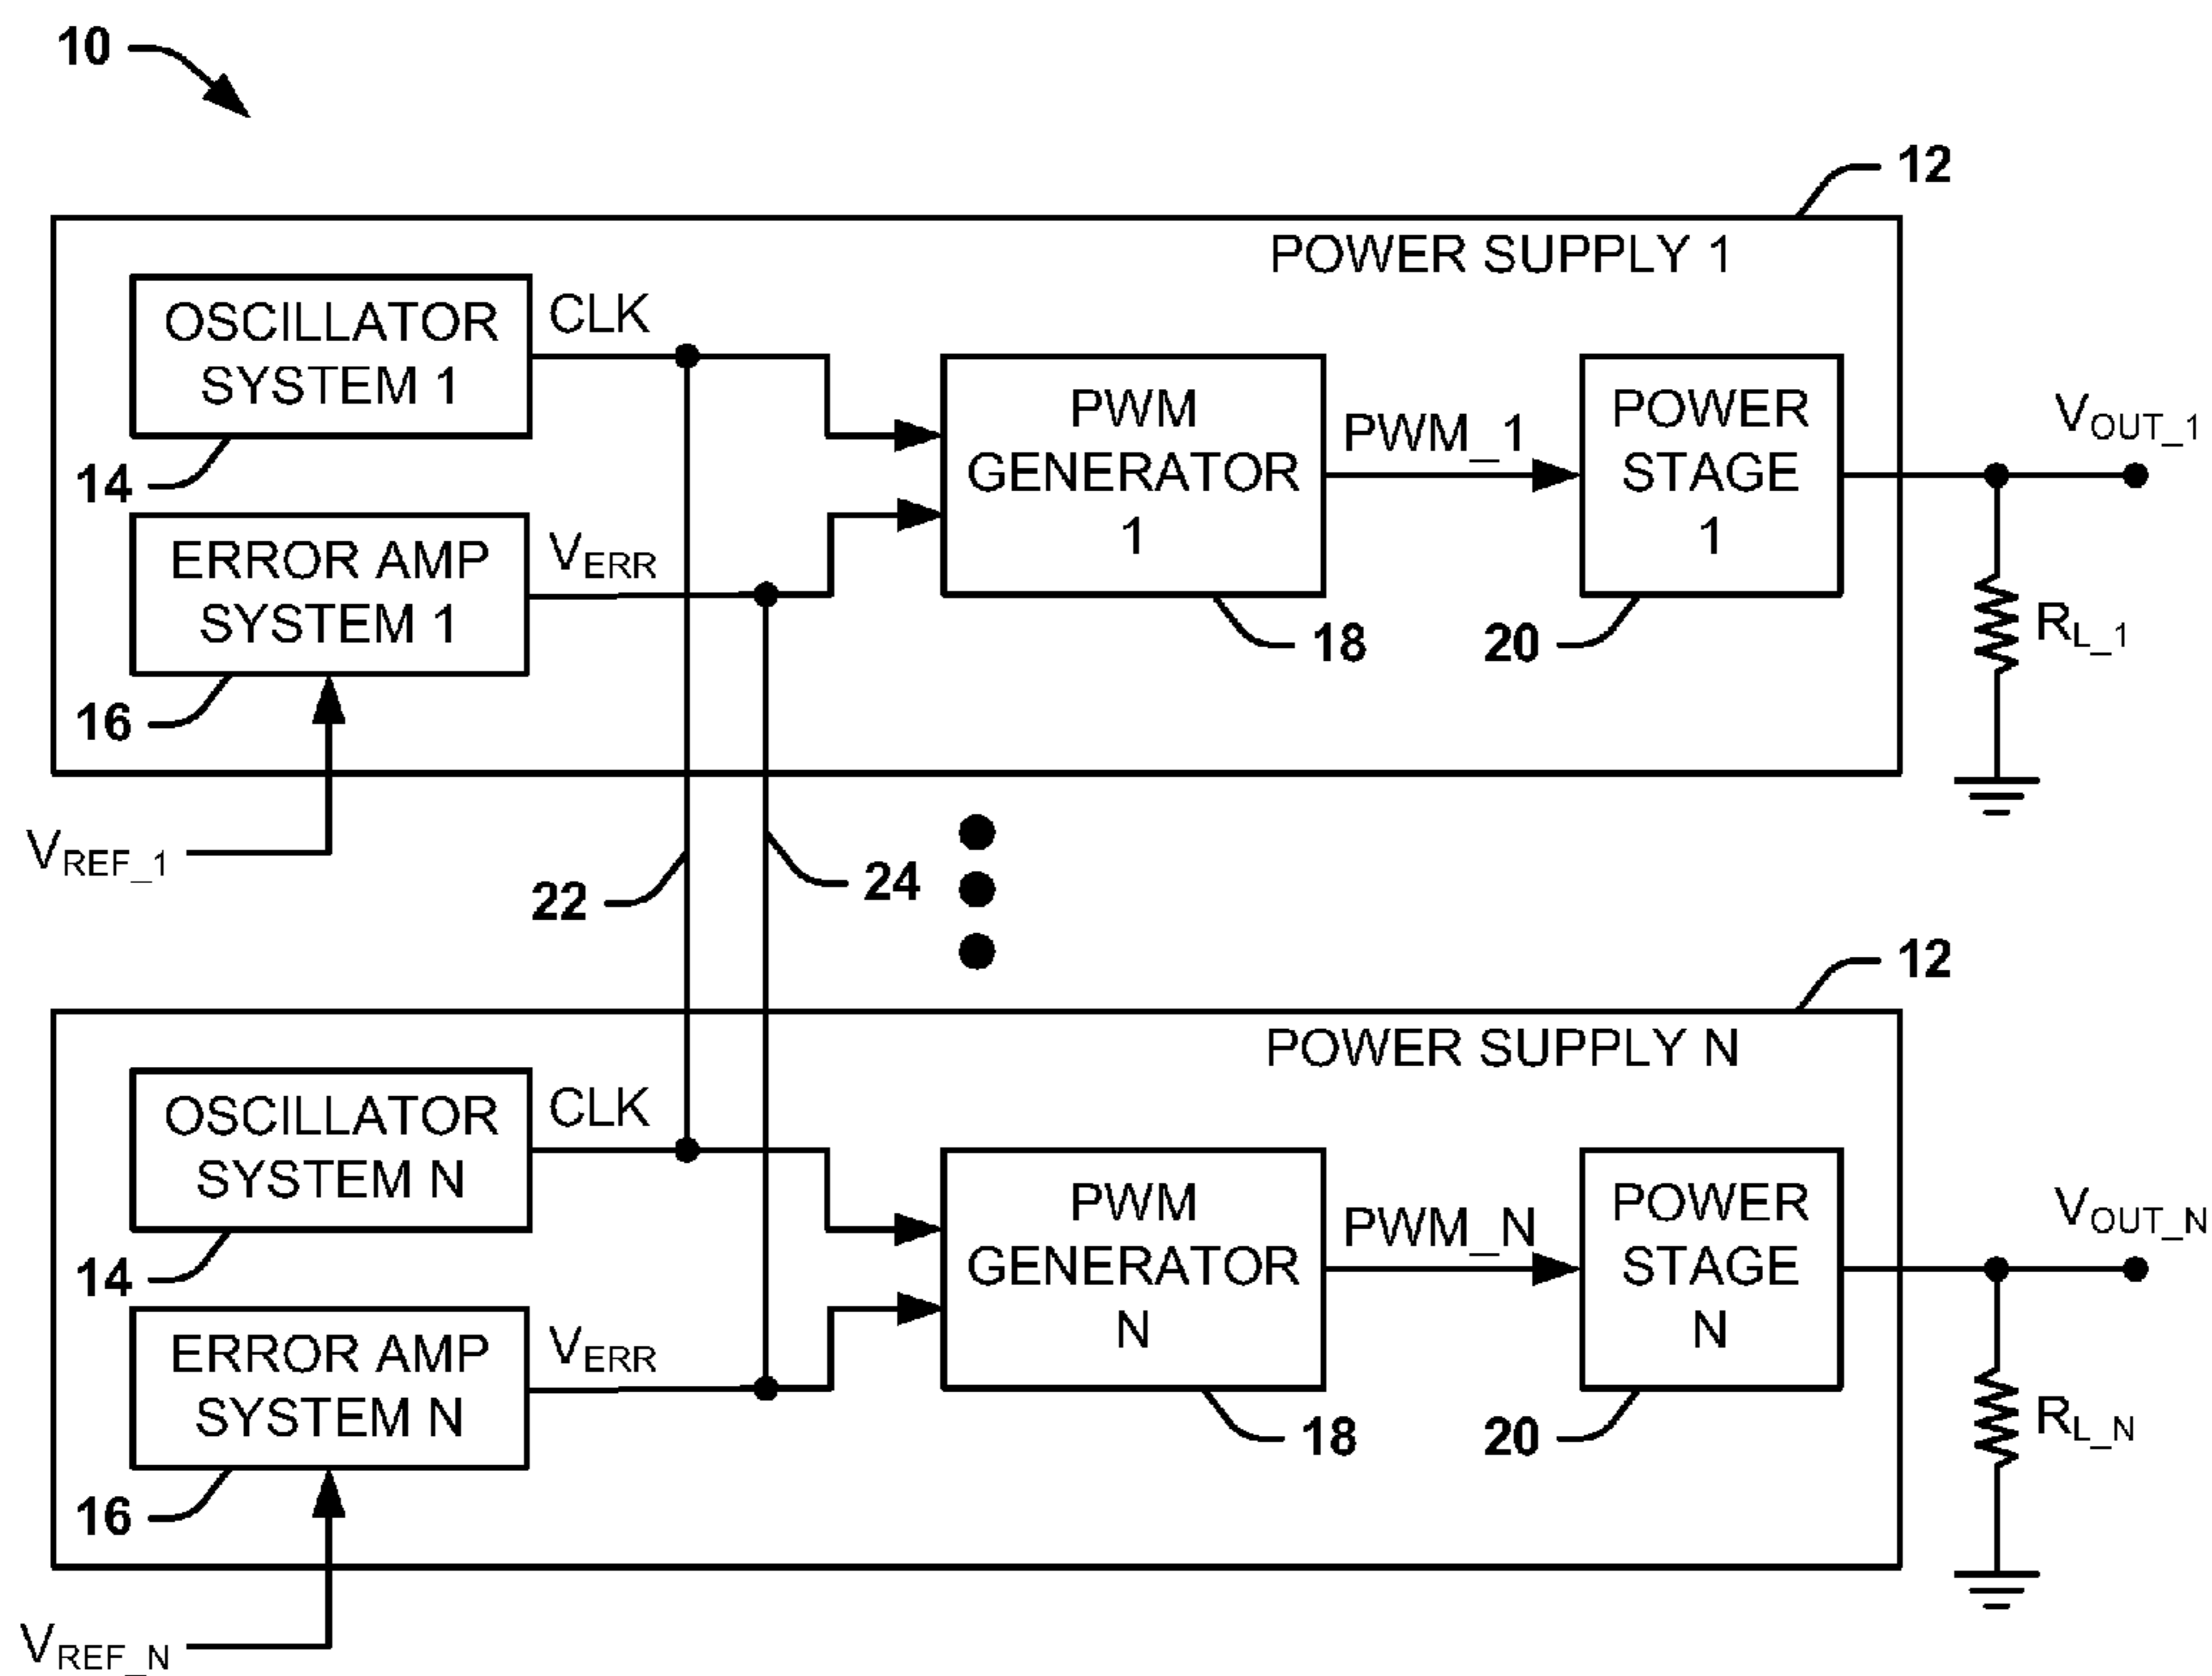 10
12
POWER SUPPLY 1
OSCILLATOR
SYSTEM 1
CLK
14
ERROR AMP
SYSTEM 1
VERR
16
VREF_1
PWM
GENERATOR
1
18
PWM_1
POWER
STAGE
1
20
VOUT_1
RL_1
22
24
12
POWER SUPPLY N
OSCILLATOR
SYSTEM N
CLK
14
ERROR AMP
SYSTEM N
VERR
16
VREF_N
PWM
GENERATOR
N
18
PWM_N
POWER
STAGE
N
20
VOUT_N
RL_N